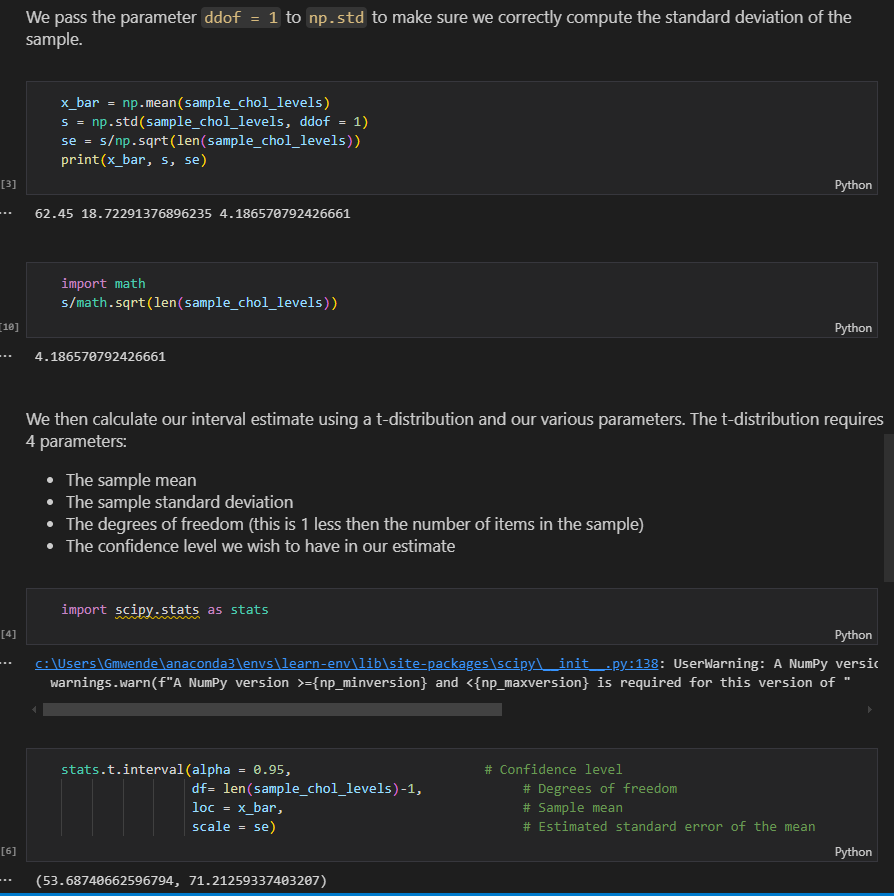 We pass the parameter ddof = 1 to np.std to make sure we correctly compute the standard deviation of the
sample.
x_bar = np.mean(sample_chol_levels)
s = np.std(sample_chol_levels, ddof = 1)
se = s/np.sqrt(len(sample_chol_levels))
print(x_bar, s, se)
[3]
Python
... 62.45 18.72291376896235 4.186570792426661
import math
s/math.sqrt(len(sample_chol_levels))
[10]
Python
... 4.186570792426661
We then calculate our interval estimate using a t-distribution and our various parameters. The t-distribution requires
4 parameters:
• The sample mean
• The sample standard deviation
• The degrees of freedom (this is 1 less then the number of items in the sample)
• The confidence level we wish to have in our estimate
import scipy.stats as stats
[4]
Python
... c:\Users\Gmwende\anaconda3\envs\learn-env\lib\site-packages\scipy\__init__.py:138: UserWarning: A NumPy versio
warnings.warn(f"A NumPy version >={np_minversion} and <{np_maxversion} is required for this version of "
stats.t.interval(alpha = 0.95, # Confidence level
df= len(sample_chol_levels)-1, # Degrees of freedom
loc = x_bar, # Sample mean
scale = se) # Estimated standard error of the mean
[6]
Python
... (53.68740662596794, 71.21259337403207)